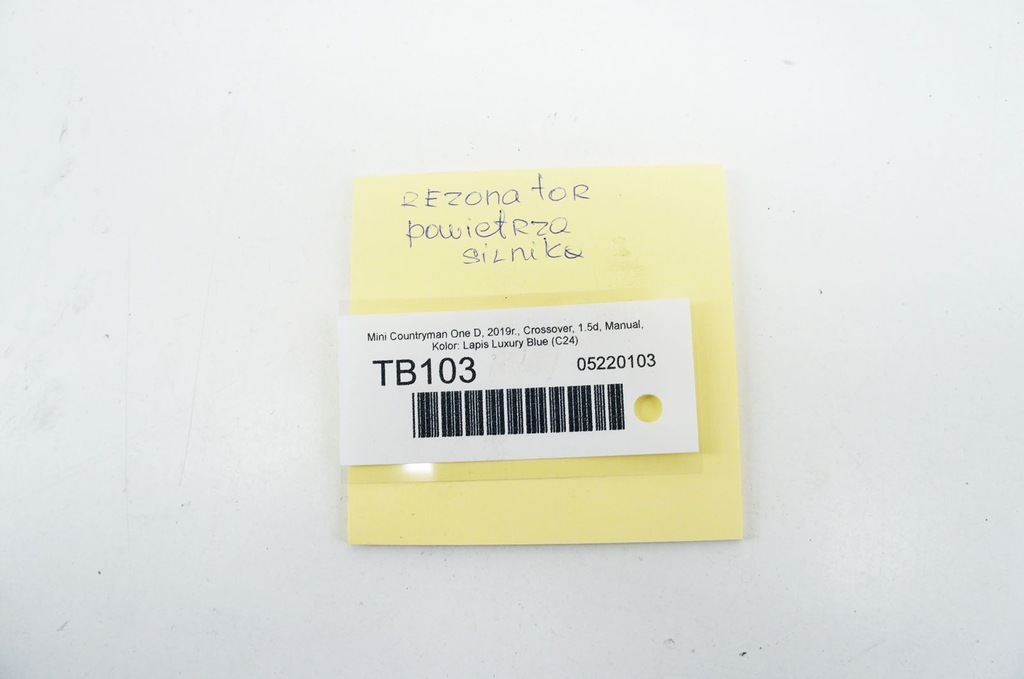 REzonatoR
powietRza
silnika
Mini Countryman One D, 2019r., Crossover, 1.5d, Manual,
Kolor: Lapis Luxury Blue (C24)
TB103 05220103